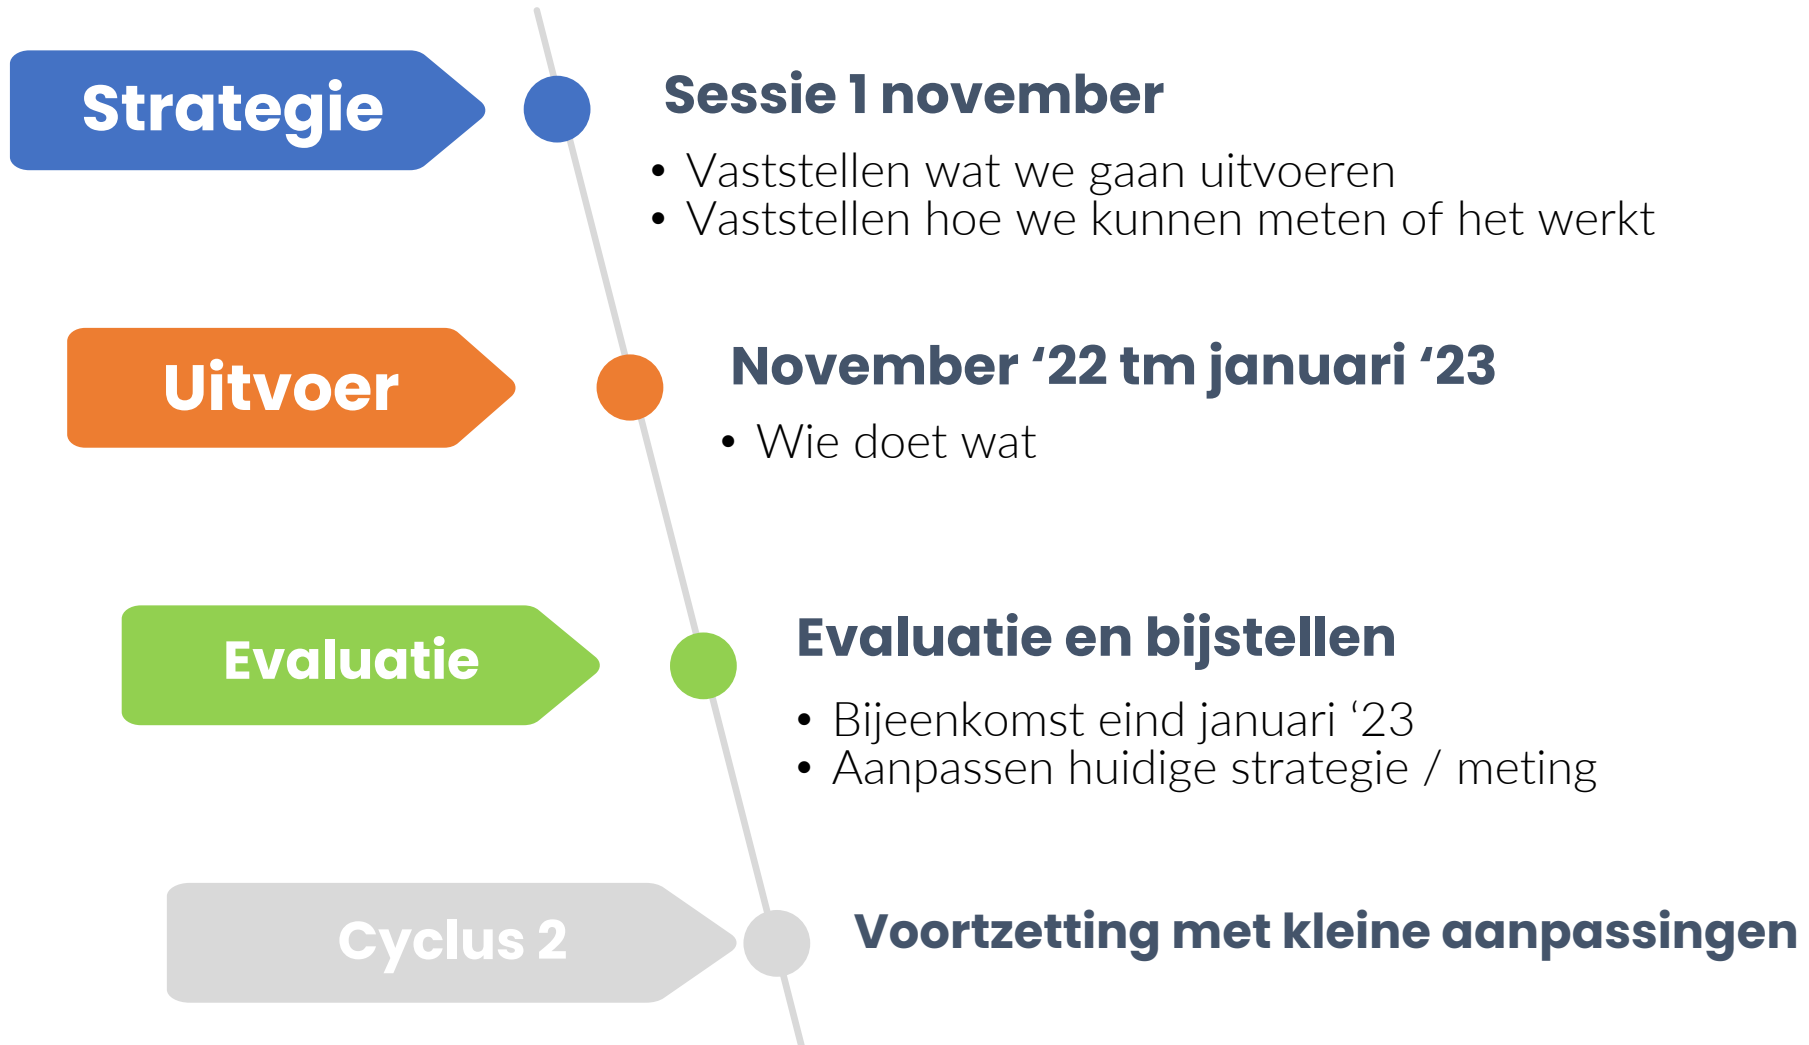 Strategie
Sessie 1 november
• Vaststellen wat we gaan uitvoeren
• Vaststellen hoe we kunnen meten of het werkt
Uitvoer
November ‘22 tm januari ‘23
• Wie doet wat
Evaluatie
Evaluatie en bijstellen
• Bijeenkomst eind januari ‘23
• Aanpassen huidige strategie / meting
Cyclus 2
Voortzetting met kleine aanpassingen